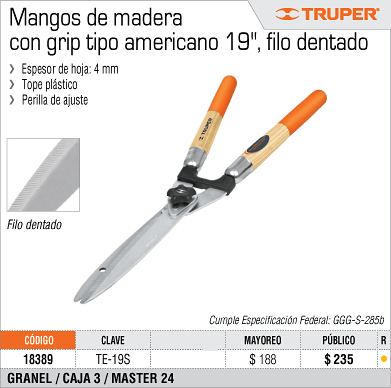 Mangos de madera
TRUPER®
con grip tipo americano 19", filo dentado
Espesor de hoja: 4 mm
Tope plástico
Perilla de ajuste
TRUPER
Filo dentado
Cumple Especificación Federal: GGG-S-285b
CÓDIGO CLAVE MAYOREO PÚBLICO R
18389 TE-19S $ 188 $ 235
GRANEL / CAJA 3 / MASTER 24